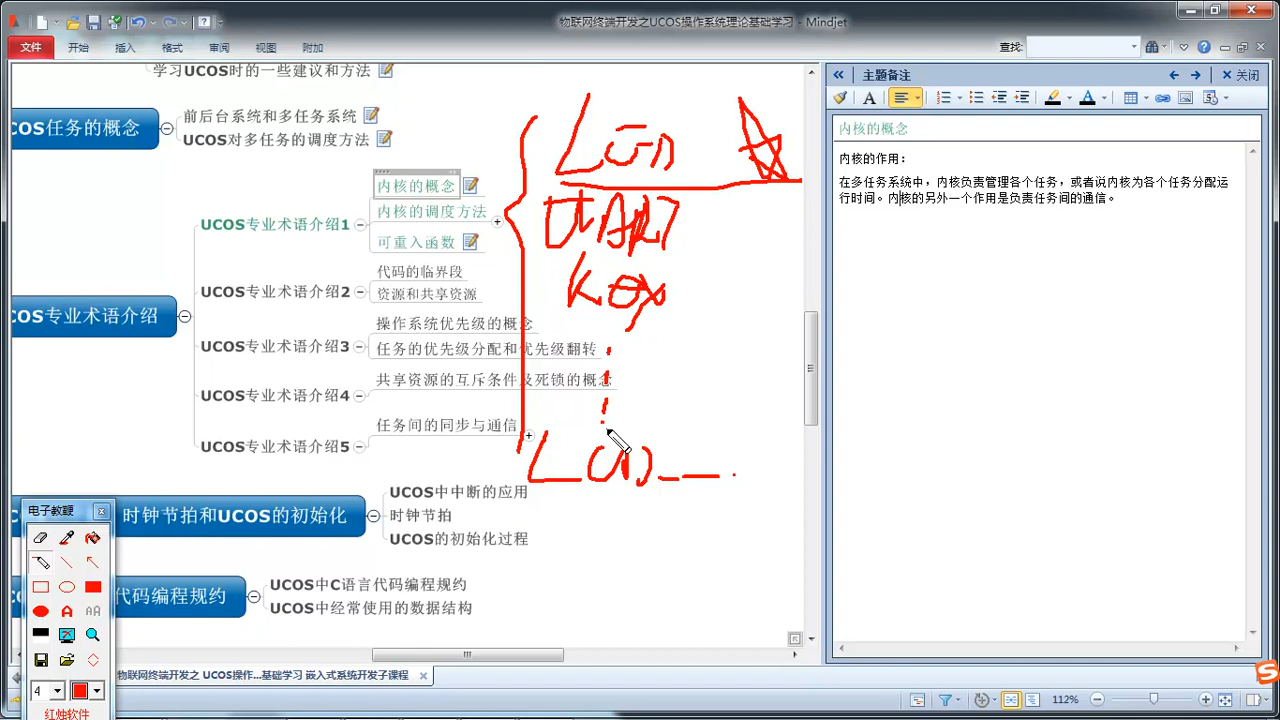 物联网终端开发之UCOS操作系统理论基础学习 - Mindjet
文件 开始 插入 格式 审阅 视图 附加
查找:
学习UCOS时的一些建议和方法
COS任务的概念
前后台系统和多任务系统
UCOS对多任务的调度方法
内核的概念
内核的调度方法
可重入函数
UCOS专业术语介绍1
代码的临界段
资源和共享资源
UCOS专业术语介绍2
COS专业术语介绍
操作系统优先级的概念
任务的优先级分配和优先级翻转
UCOS专业术语介绍3
共享资源的互斥条件及死锁的概念
UCOS专业术语介绍4
任务间的同步与通信
UCOS专业术语介绍5
UCOS中中断的应用
时钟节拍
UCOS的初始化过程
时钟节拍和UCOS的初始化
UCOS中C语言代码编程规约
UCOS中经常使用的数据结构
代码编程规约
LED
UART
Key
LCD
主题备注
关闭
内核的概念
内核的作用：
在多任务系统中，内核负责管理各个任务，或者说内核为各个任务分配运
行时间。内核的另外一个作用是负责任务间的通信。
电子教鞭
4
红烛软件
物联网终端开发之 UCOS操作...基础学习 嵌入式系统开发子课程
112%